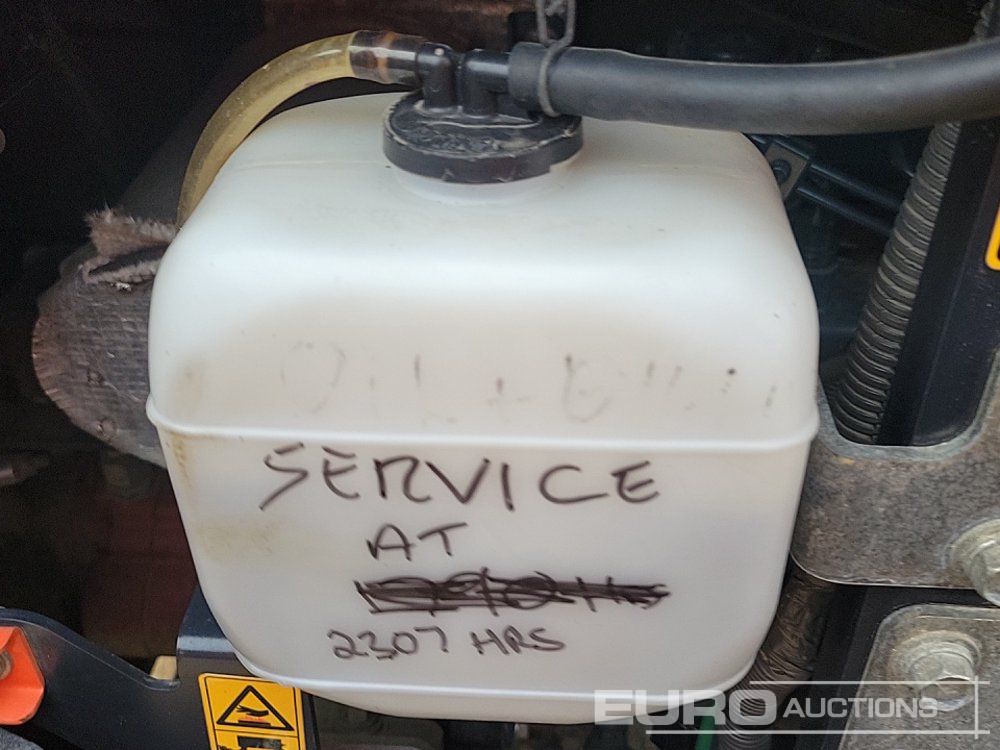 SERVICE
AT
2307 HRS
EURO AUCTIONS